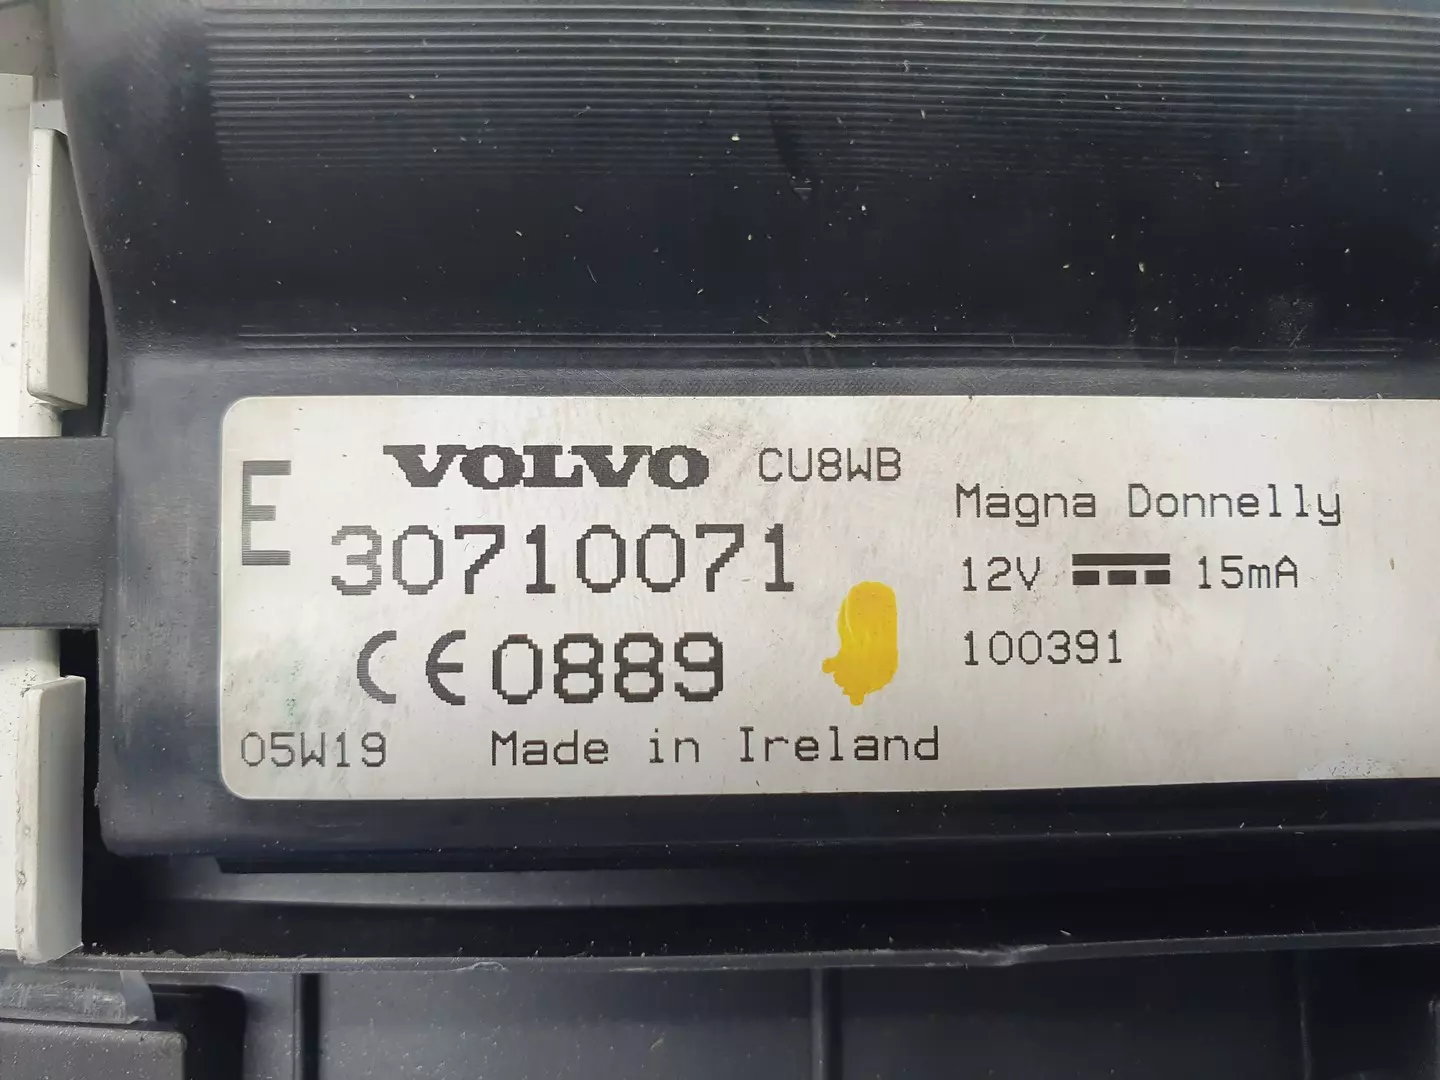 E
VOLVO CU8WB
30710071
CE0889
05W19 Made in Ireland
Magna Donnelly
12V ⎓ 15mA
100391